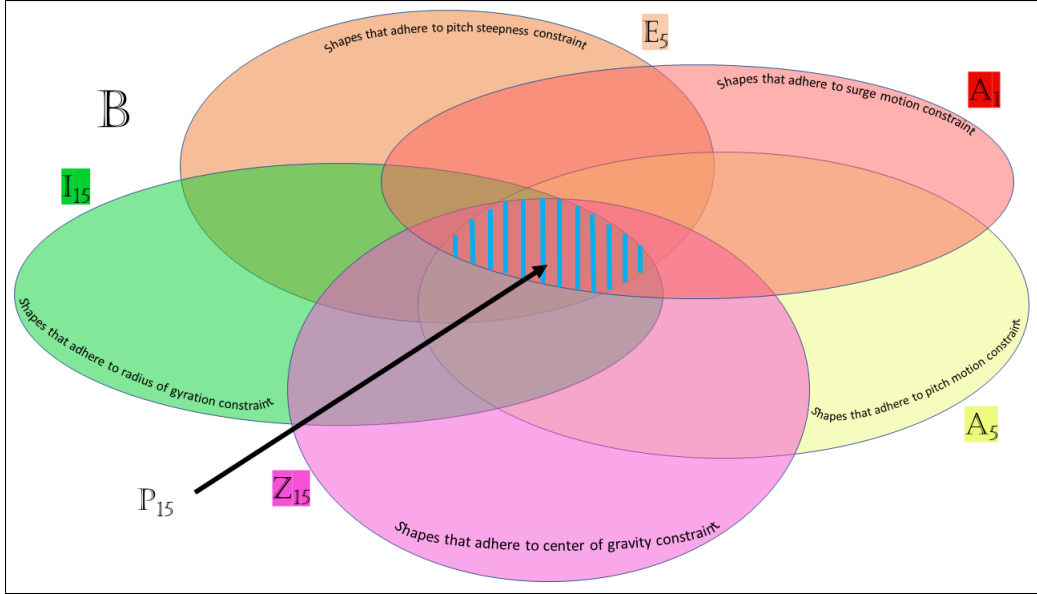 Shapes that adhere to pitch steepness constraint
𝔼₅
Shapes that adhere to surge motion constraint
𝔸₁
𝔹
𝕀₁₅
Shapes that adhere to radius of gyration constraint
Shapes that adhere to pitch motion constraint
𝔸₅
ℤ₁₅
ℙ₁₅
Shapes that adhere to center of gravity constraint